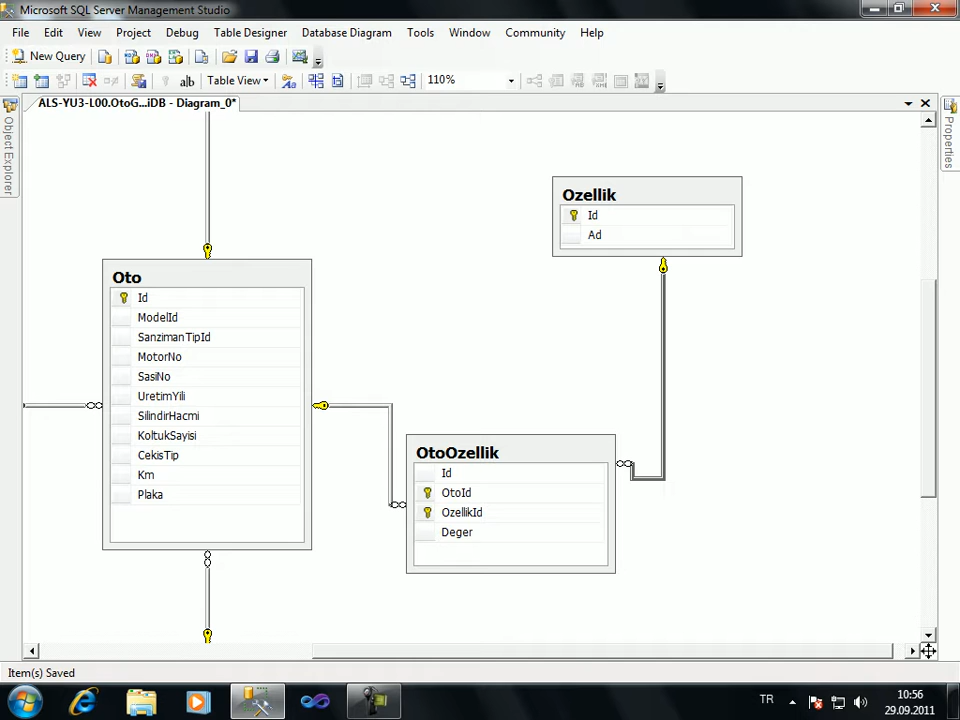 Microsoft SQL Server Management Studio
File Edit View Project Debug Table Designer Database Diagram Tools Window Community Help
New Query
Table View 110%
ALS-YU3-L00.OtoG...iDB - Diagram_0*
Object Explorer
Properties
Ozellik
Id
Ad
Oto
Id
ModelId
SanzimanTipId
MotorNo
SasiNo
UretimYili
SilindirHacmi
KoltukSayisi
CekisTip
Km
Plaka
OtoOzellik
Id
OtoId
OzellikId
Deger
Item(s) Saved
TR
10:56
29.09.2011